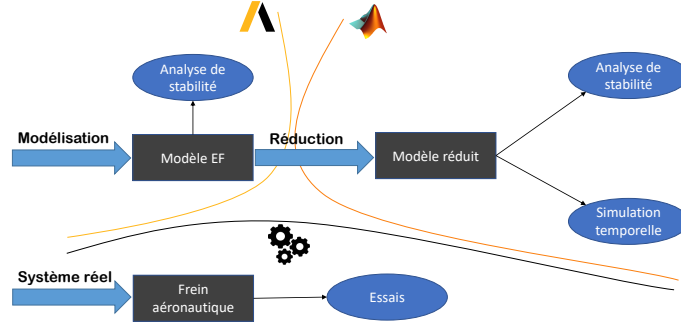 Analyse de
stabilité
Analyse de
stabilité
Modélisation
Modèle EF
Réduction
Modèle réduit
Simulation
temporelle
Système réel
Frein
aéronautique
Essais